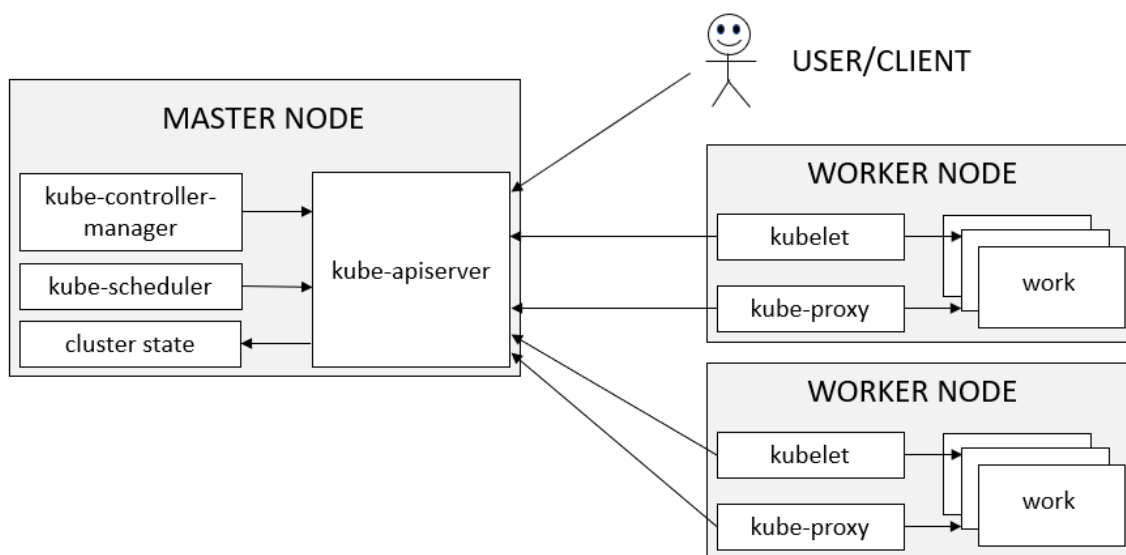 USER/CLIENT
MASTER NODE
kube-controller-
manager
kube-scheduler
cluster state
kube-apiserver
WORKER NODE
kubelet
kube-proxy
work
WORKER NODE
kubelet
kube-proxy
work